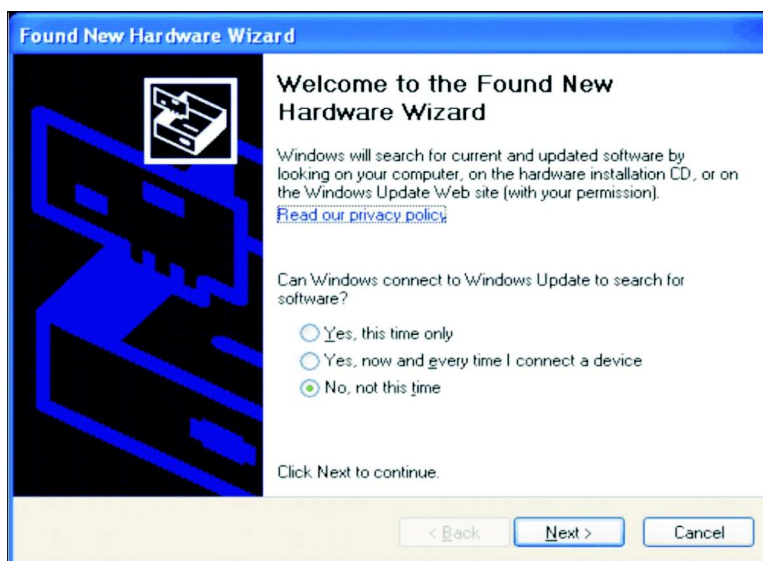 Found New Hardware Wizard
Welcome to the Found New
Hardware Wizard
Windows will search for current and updated software by
looking on your computer, on the hardware installation CD, or on
the Windows Update Web site (with your permission).
Read our privacy policy
Can Windows connect to Windows Update to search for
software?
Yes, this time only
Yes, now and every time I connect a device
No, not this time
Click Next to continue.
< Back
Next >
Cancel